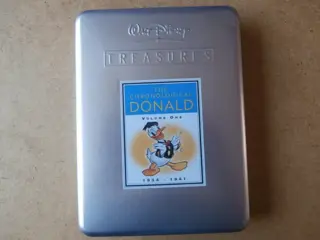 WALT DISNEY
TREASURES
THE
CHRONOLOGICAL
DONALD
VOLUME ONE
1934 - 1941